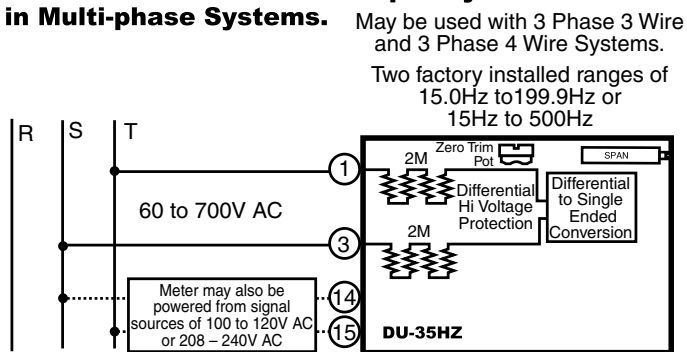 in Multi-phase Systems.
May be used with 3 Phase 3 Wire
and 3 Phase 4 Wire Systems.
Two factory installed ranges of
15.0Hz to199.9Hz or
15Hz to 500Hz
R
S
T
1
2M
Zero Trim
Pot
SPAN
60 to 700V AC
Differential
Hi Voltage
Protection
Differential
to Single
Ended
Conversion
3
2M
Meter may also be
powered from signal
sources of 100 to 120V AC
or 208 – 240V AC
14
15
DU-35HZ